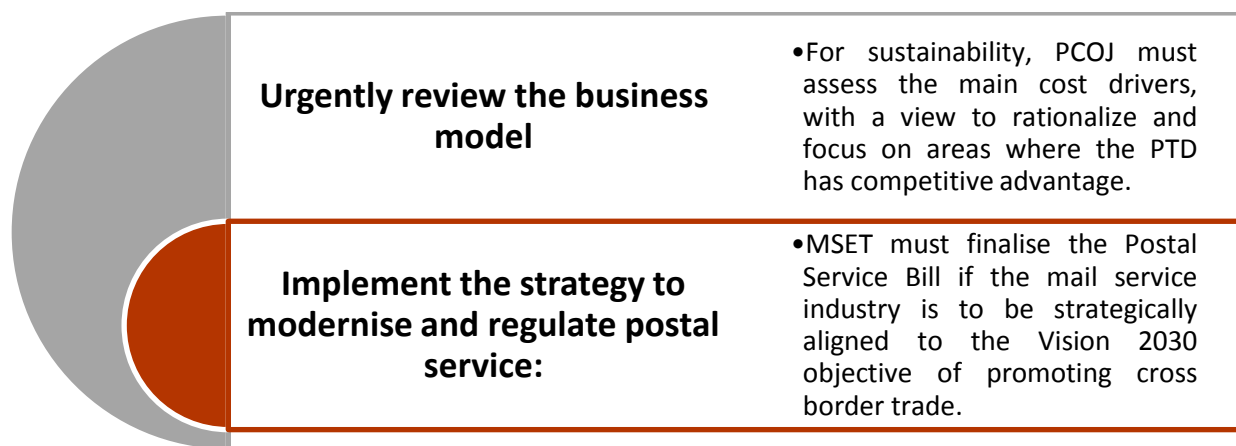 Urgently review the business
model
•For sustainability, PCOJ must
assess the main cost drivers,
with a view to rationalize and
focus on areas where the PTD
has competitive advantage.
Implement the strategy to
modernise and regulate postal
service:
•MSET must finalise the Postal
Service Bill if the mail service
industry is to be strategically
aligned to the Vision 2030
objective of promoting cross
border trade.